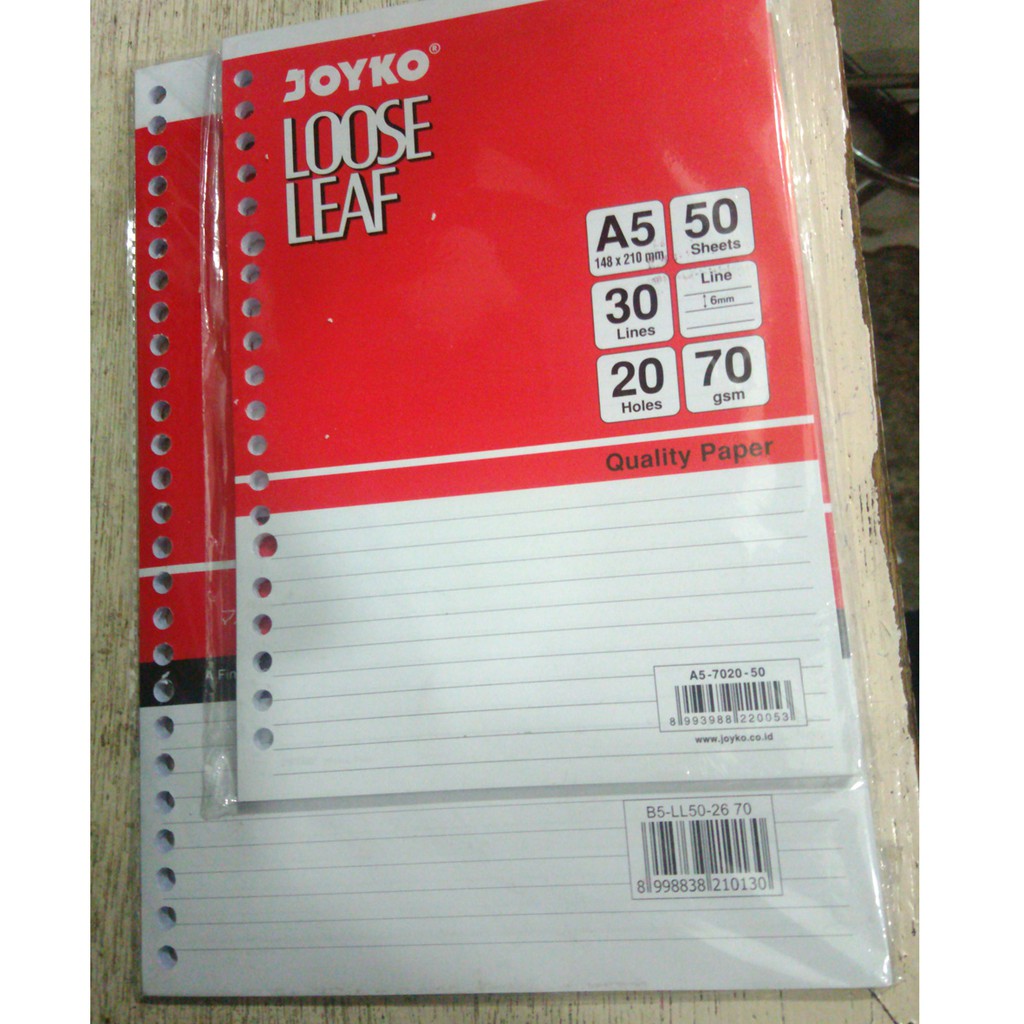 JOYKO®
LOOSE
LEAF
A5
148 x 210 mm
50
Sheets
30
Lines
Line
6mm
20
Holes
70
gsm
Quality Paper
A5-7020-50
8 993988 220053
www.joyko.co.id
A Fin
B5-LL50-26 70
8 998838 210130